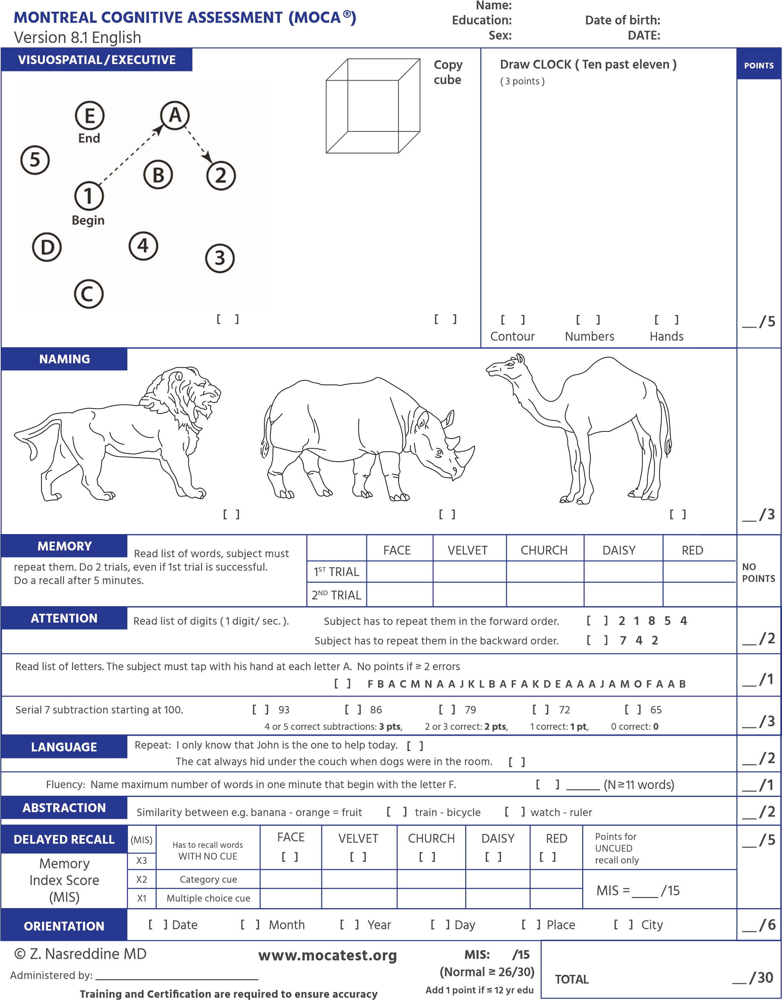 MONTREAL COGNITIVE ASSESSMENT (MOCA®)
Version 8.1 English
Name:
Education:
Sex:
Date of birth:
DATE:
VISUOSPATIAL / EXECUTIVE
Copy
cube
Draw CLOCK ( Ten past eleven )
( 3 points )
POINTS
E
End
A
5
B
2
1
Begin
D
4
3
C
[ ]
[ ]
[ ] [ ] [ ]
Contour Numbers Hands
__ /5
NAMING
[ ] [ ] [ ]
__ /3
MEMORY
Read list of words, subject must
repeat them. Do 2 trials, even if 1st trial is successful.
Do a recall after 5 minutes.
FACE VELVET CHURCH DAISY RED
1ST TRIAL
2ND TRIAL
NO
POINTS
ATTENTION
Read list of digits ( 1 digit/ sec. ). Subject has to repeat them in the forward order. [ ] 2 1 8 5 4
Subject has to repeat them in the backward order. [ ] 7 4 2
__ /2
Read list of letters. The subject must tap with his hand at each letter A. No points if ≥ 2 errors
[ ] F B A C M N A A J K L B A F A K D E A A A J A M O F A A B
__ /1
Serial 7 subtraction starting at 100. [ ] 93 [ ] 86 [ ] 79 [ ] 72 [ ] 65
4 or 5 correct subtractions: 3 pts, 2 or 3 correct: 2 pts, 1 correct: 1 pt, 0 correct: 0
__ /3
LANGUAGE
Repeat: I only know that John is the one to help today. [ ]
The cat always hid under the couch when dogs were in the room. [ ]
__ /2
Fluency: Name maximum number of words in one minute that begin with the letter F. [ ] _____ (N ≥ 11 words)
__ /1
ABSTRACTION
Similarity between e.g. banana - orange = fruit [ ] train - bicycle [ ] watch - ruler
__ /2
DELAYED RECALL
Memory
Index Score
(MIS)
(MIS)
X3
X2
X1
Has to recall words
WITH NO CUE
FACE VELVET CHURCH DAISY RED
[ ] [ ] [ ] [ ] [ ]
Category cue
Multiple choice cue
Points for
UNCUED
recall only
MIS = ____ /15
__ /5
ORIENTATION
[ ] Date [ ] Month [ ] Year [ ] Day [ ] Place [ ] City
__ /6
© Z. Nasreddine MD
www.mocatest.org
Administered by: ____________________
Training and Certification are required to ensure accuracy
MIS: /15
(Normal ≥ 26/30)
Add 1 point if ≤ 12 yr edu
TOTAL
__ /30